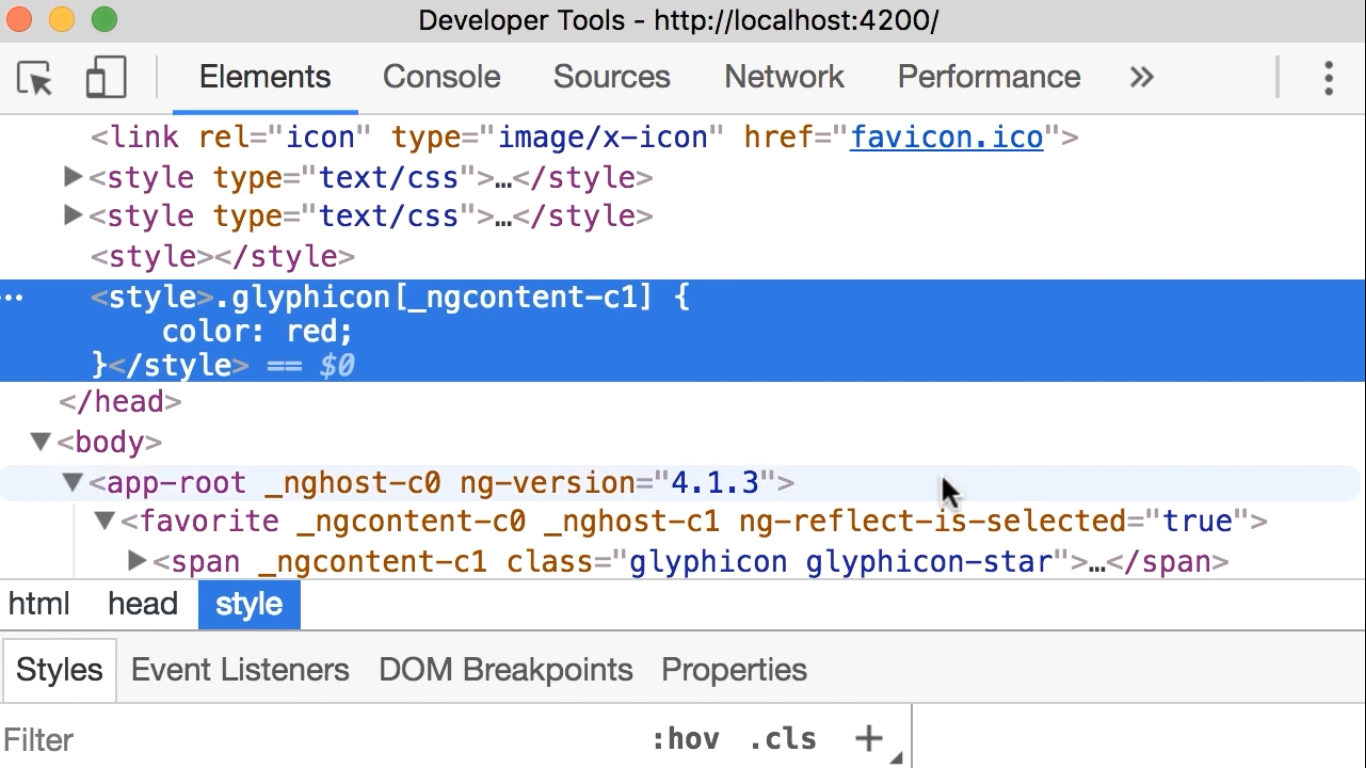 Developer Tools - http://localhost:4200/
Elements Console Sources Network Performance »
<link rel="icon" type="image/x-icon" href="favicon.ico">
▶<style type="text/css">…</style>
▶<style type="text/css">…</style>
<style></style>
… <style>.glyphicon[_ngcontent-c1] {
color: red;
}</style> == $0
</head>
▼<body>
▼<app-root _nghost-c0 ng-version="4.1.3">
▼<favorite _ngcontent-c0 _nghost-c1 ng-reflect-is-selected="true">
▶<span _ngcontent-c1 class="glyphicon glyphicon-star">…</span>
html head style
Styles Event Listeners DOM Breakpoints Properties
Filter :hov .cls +